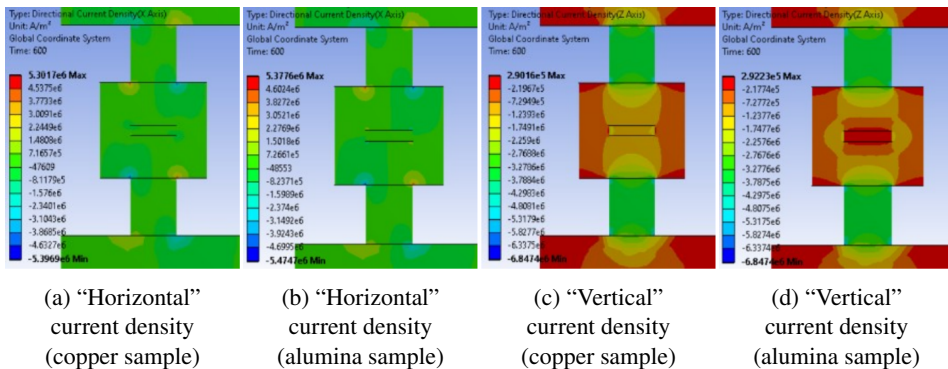 Type: Directional Current Density(X Axis)
Unit: A/m²
Global Coordinate System
Time: 600
5.3017e6 Max
4.5375e6
3.7733e6
3.0091e6
2.2449e6
1.4808e6
7.1657e5
-47609
-8.1179e5
-1.576e6
-2.3401e6
-3.1043e6
-3.8685e6
-4.6327e6
-5.3969e6 Min
(a) “Horizontal”
current density
(copper sample)
Type: Directional Current Density(X Axis)
Unit: A/m²
Global Coordinate System
Time: 600
5.3776e6 Max
4.6024e6
3.8272e6
3.0521e6
2.2769e6
1.5018e6
7.2661e5
-48553
-8.2371e5
-1.5989e6
-2.374e6
-3.1492e6
-3.9243e6
-4.6995e6
-5.4747e6 Min
(b) “Horizontal”
current density
(alumina sample)
Type: Directional Current Density(Z Axis)
Unit: A/m²
Global Coordinate System
Time: 600
2.9016e5 Max
-2.1967e5
-7.2949e5
-1.2393e6
-1.7491e6
-2.259e6
-2.7688e6
-3.2786e6
-3.7884e6
-4.2983e6
-4.8081e6
-5.3179e6
-5.8277e6
-6.3375e6
-6.8474e6 Min
(c) “Vertical”
current density
(copper sample)
Type: Directional Current Density(Z Axis)
Unit: A/m²
Global Coordinate System
Time: 600
2.9223e5 Max
-2.1774e5
-7.2772e5
-1.2377e6
-1.7477e6
-2.2576e6
-2.7676e6
-3.2776e6
-3.7875e6
-4.2975e6
-4.8075e6
-5.3175e6
-5.8274e6
-6.3374e6
-6.8474e6 Min
(d) “Vertical”
current density
(alumina sample)